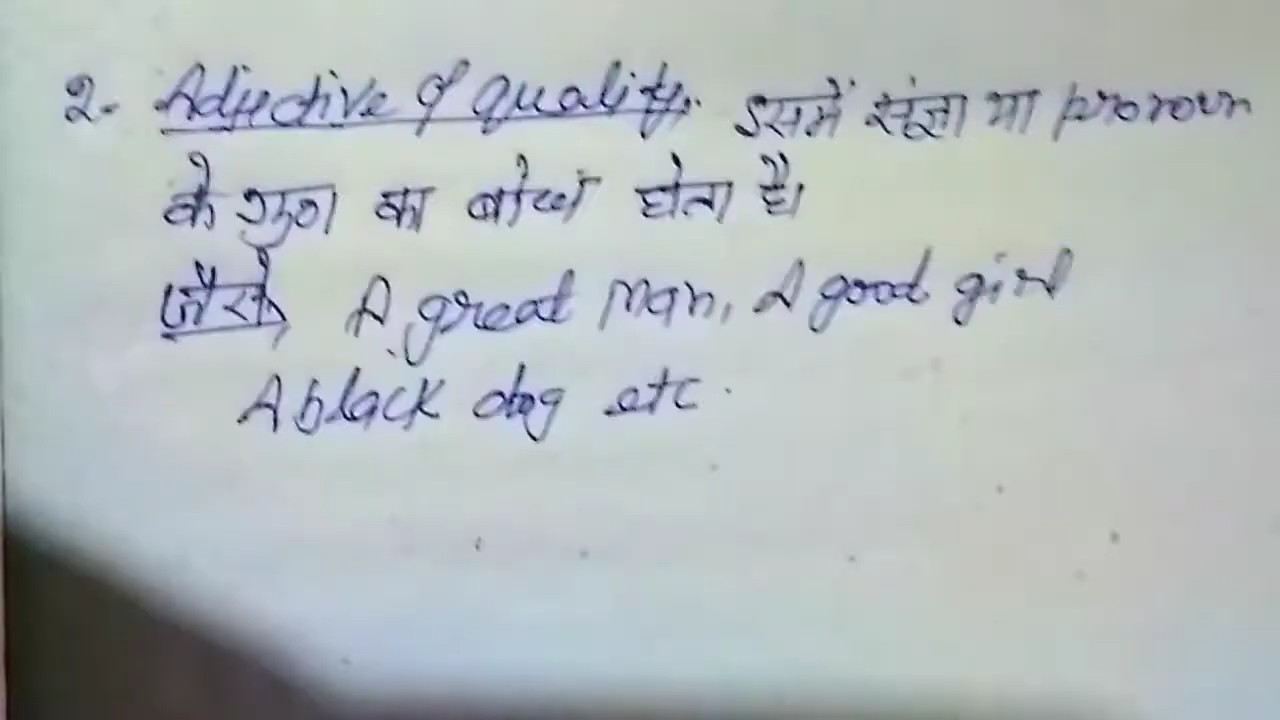 2. Adjective of quality. इसमें संज्ञा या pronoun
के गुण का बोध होता है।
जैसे, A great man, A good girl
A black dog etc.